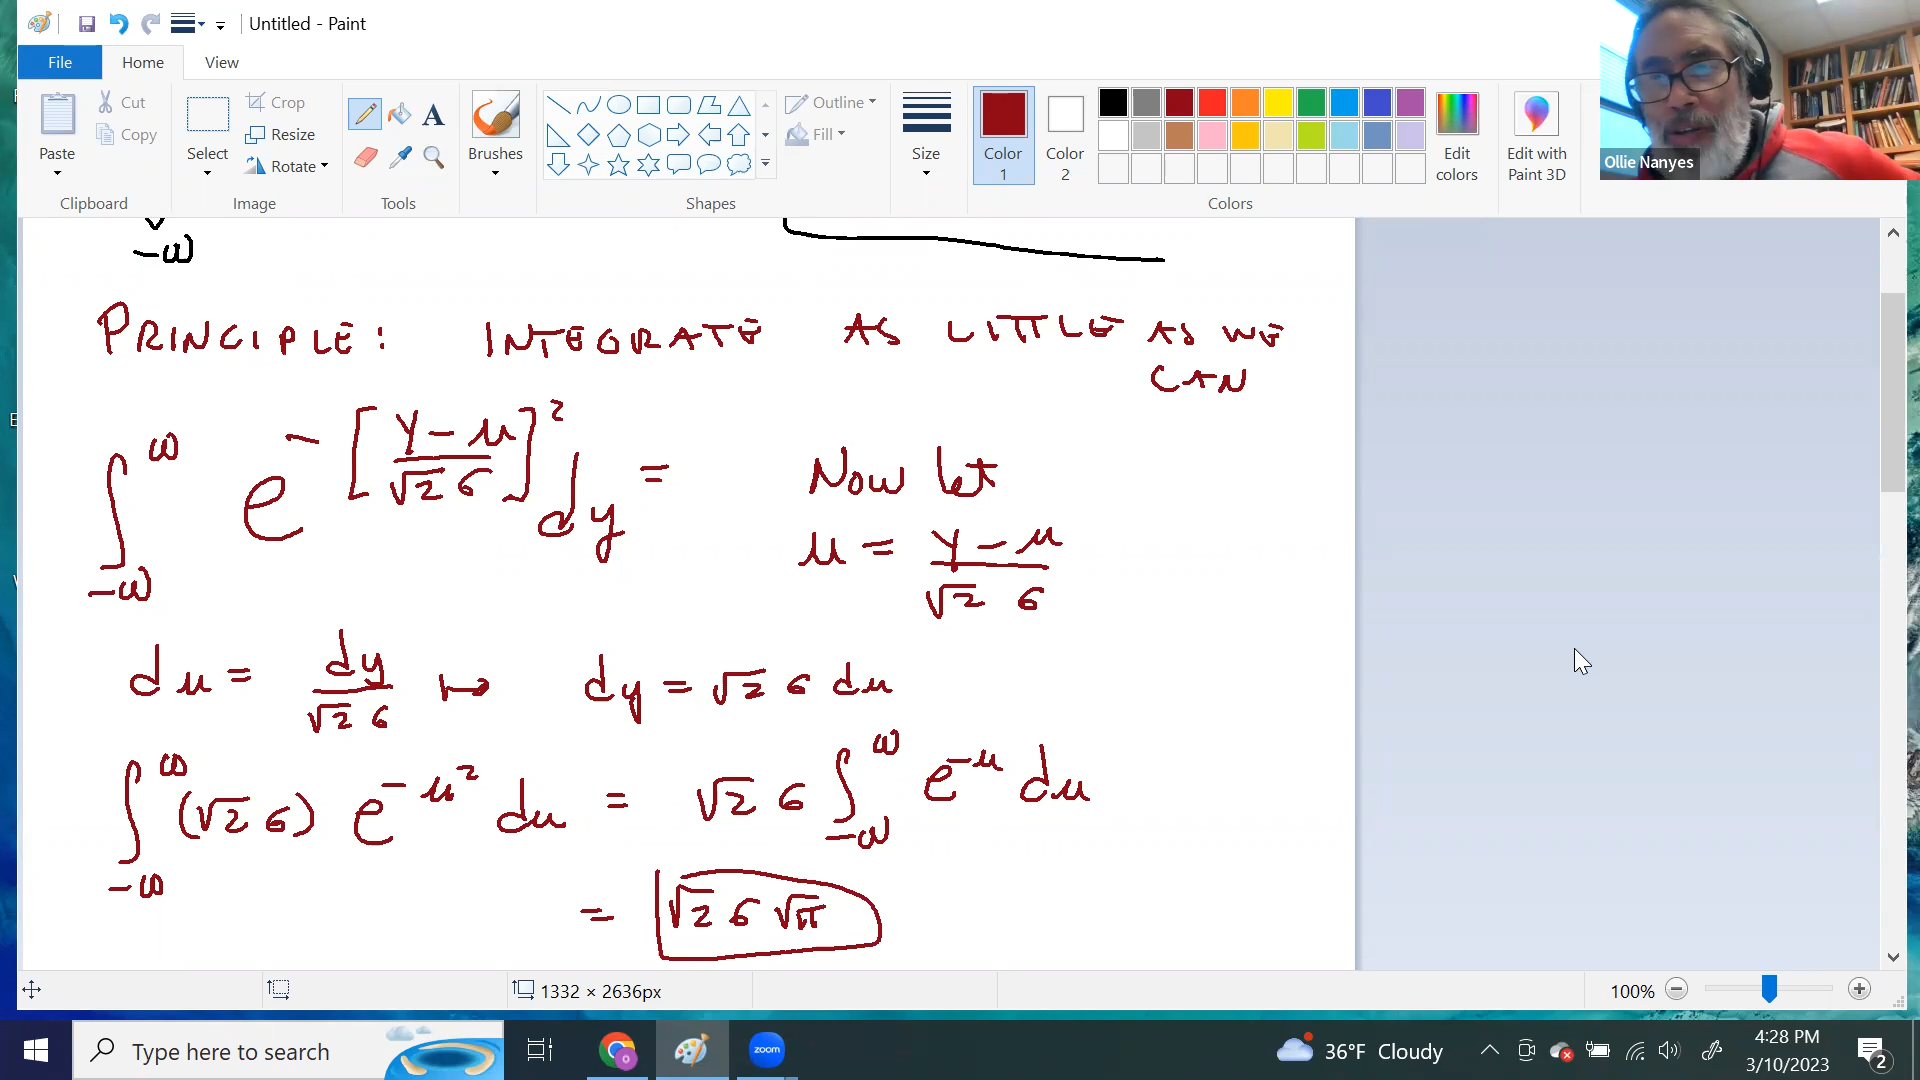 Untitled - Paint
File Home View
Paste Cut Copy Select Crop Resize Rotate Brushes Outline Fill Size Color 1 Color 2 Edit colors Edit with Paint 3D
Clipboard Image Tools Shapes Colors
Ollie Nanyes
-∞
PRINCIPLE: INTEGRATE AS LITTLE AS WE
CAN
∫_{-∞}^{∞} e^{-[(y-μ)/(√2 σ)]^2} dy =
Now let
u = (y-μ)/(√2 σ)
du = dy/(√2 σ) ↦ dy = √2 σ du
∫_{-∞}^{∞} (√2 σ) e^{-u^2} du = √2 σ ∫_{-∞}^{∞} e^{-u} du
= √2 σ √π
1332 × 2636px
100%
Type here to search
zoom
36°F Cloudy
4:28 PM
3/10/2023
2